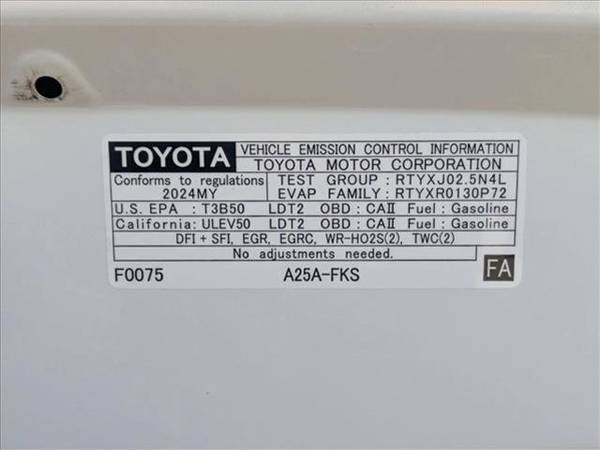 TOYOTA VEHICLE EMISSION CONTROL INFORMATION
TOYOTA MOTOR CORPORATION
Conforms to regulations TEST GROUP : RTYXJ02.5N4L
2024MY EVAP FAMILY : RTYXR0130P72
U.S. EPA : T3B50 LDT2 OBD : CAII Fuel : Gasoline
California: ULEV50 LDT2 OBD : CAII Fuel : Gasoline
DFI + SFI, EGR, EGRC, WR-HO2S(2), TWC(2)
No adjustments needed.
F0075 A25A-FKS FA